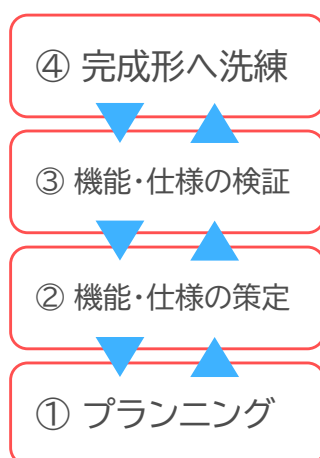 ④ 完成形へ洗練
③ 機能・仕様の検証
② 機能・仕様の策定
① プランニング